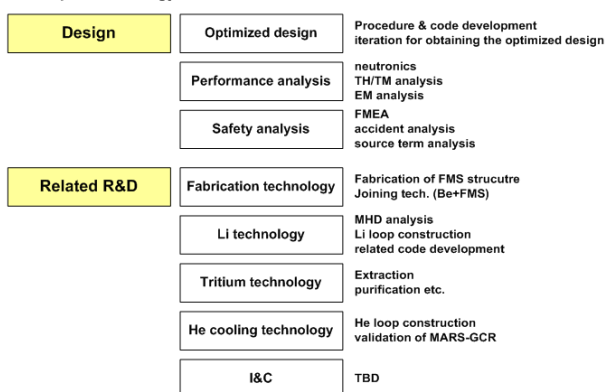 Design
Optimized design
Procedure & code development
iteration for obtaining the optimized design
Performance analysis
neutronics
TH/TM analysis
EM analysis
Safety analysis
FMEA
accident analysis
source term analysis
Related R&D
Fabrication technology
Fabrication of FMS strucutre
Joining tech. (Be+FMS)
Li technology
MHD analysis
Li loop construction
related code development
Tritium technology
Extraction
purification etc.
He cooling technology
He loop construction
validation of MARS-GCR
I&C
TBD